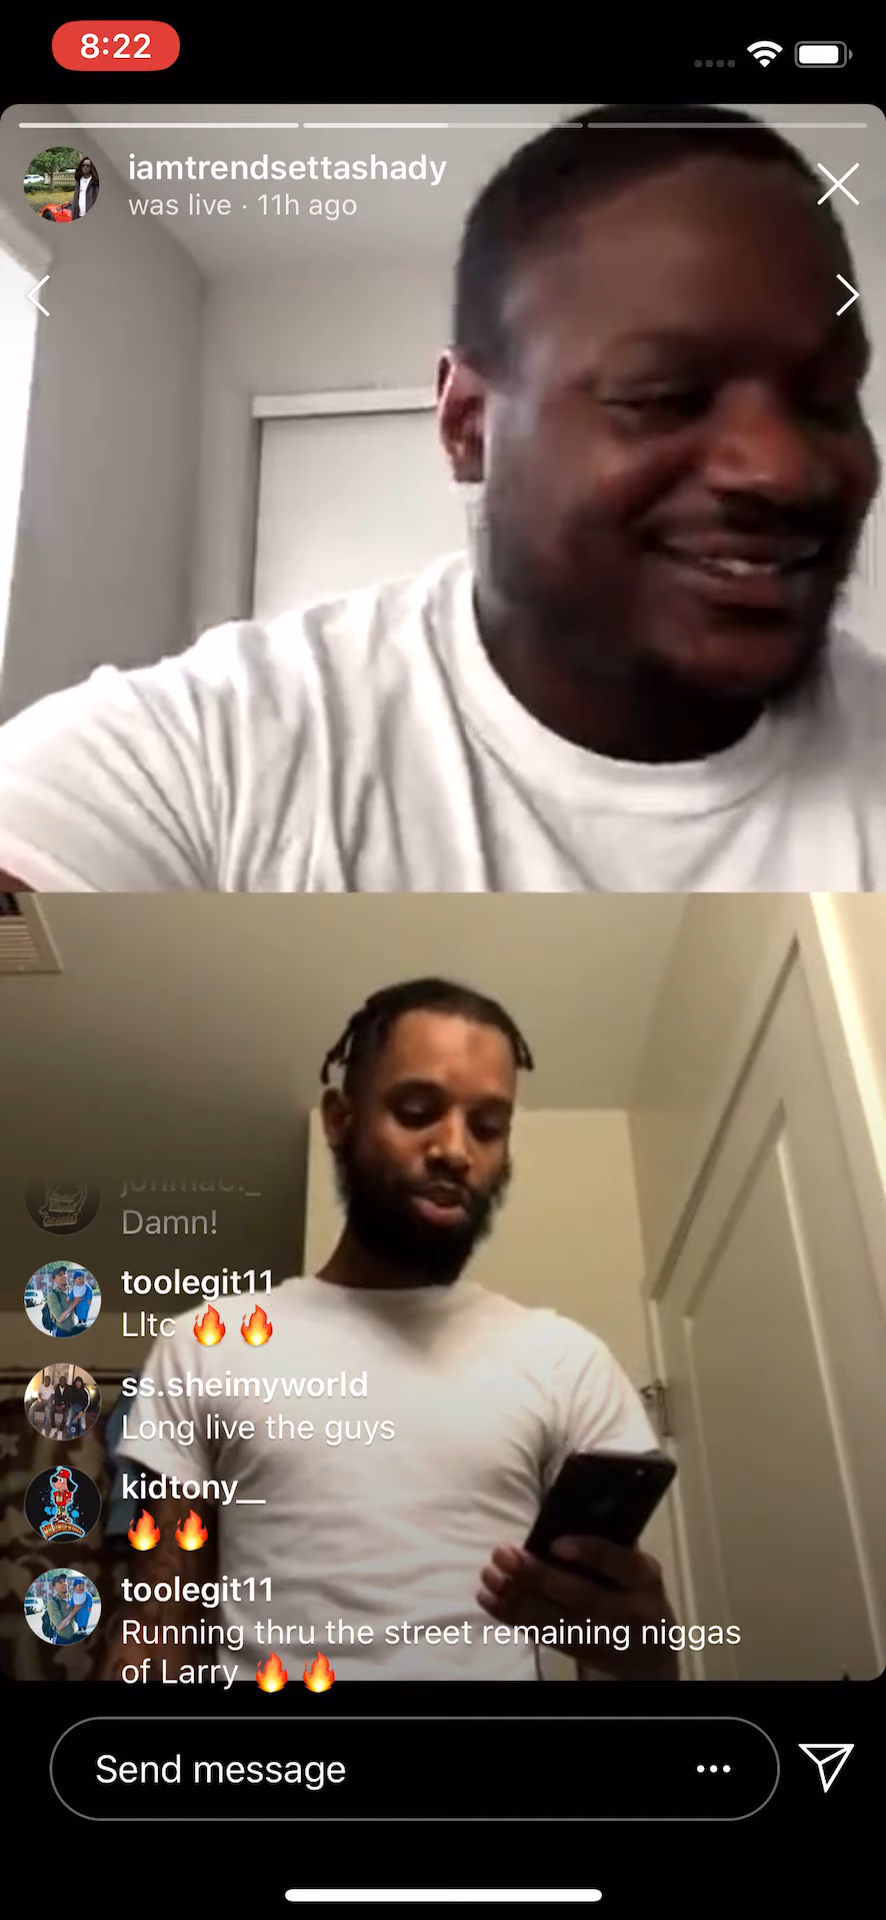 8:22
iamtrendsettashady
was live · 11h ago
Damn!
toolegit11
Lltc 🔥🔥
ss.sheimyworld
Long live the guys
kidtony__
🔥🔥
toolegit11
Running thru the street remaining niggas
of Larry 🔥🔥
Send message